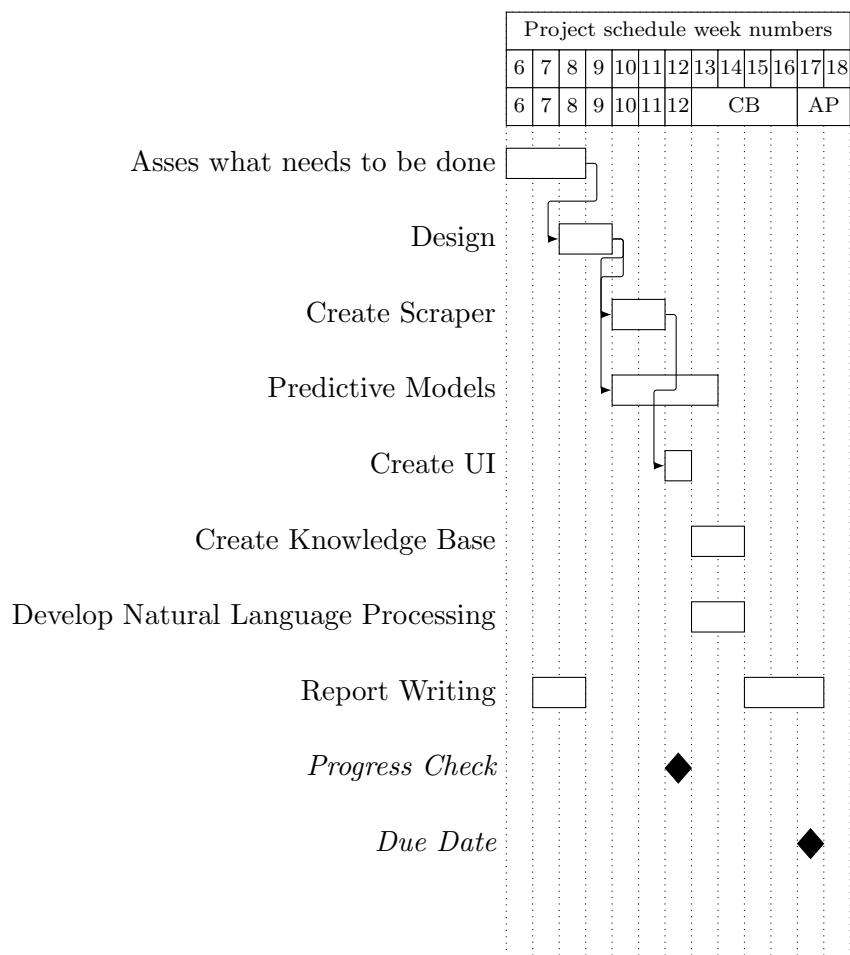 Project schedule week numbers
6 7 8 9 10 11 12 13 14 15 16 17 18
6 7 8 9 10 11 12 CB AP
Asses what needs to be done
Design
Create Scraper
Predictive Models
Create UI
Create Knowledge Base
Develop Natural Language Processing
Report Writing
Progress Check
Due Date